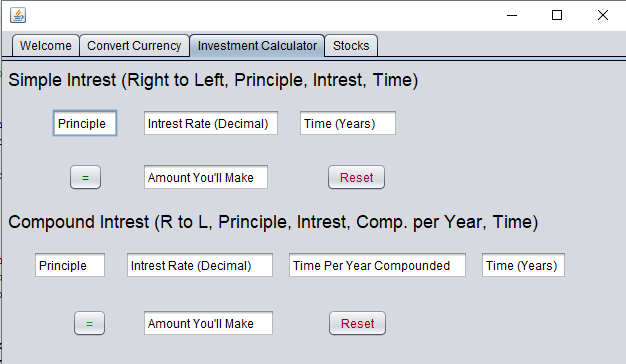 Welcome Convert Currency Investment Calculator Stocks
Simple Intrest (Right to Left, Principle, Intrest, Time)
Principle Intrest Rate (Decimal) Time (Years)
= Amount You'll Make Reset
Compound Intrest (R to L, Principle, Intrest, Comp. per Year, Time)
Principle Intrest Rate (Decimal) Time Per Year Compounded Time (Years)
= Amount You'll Make Reset